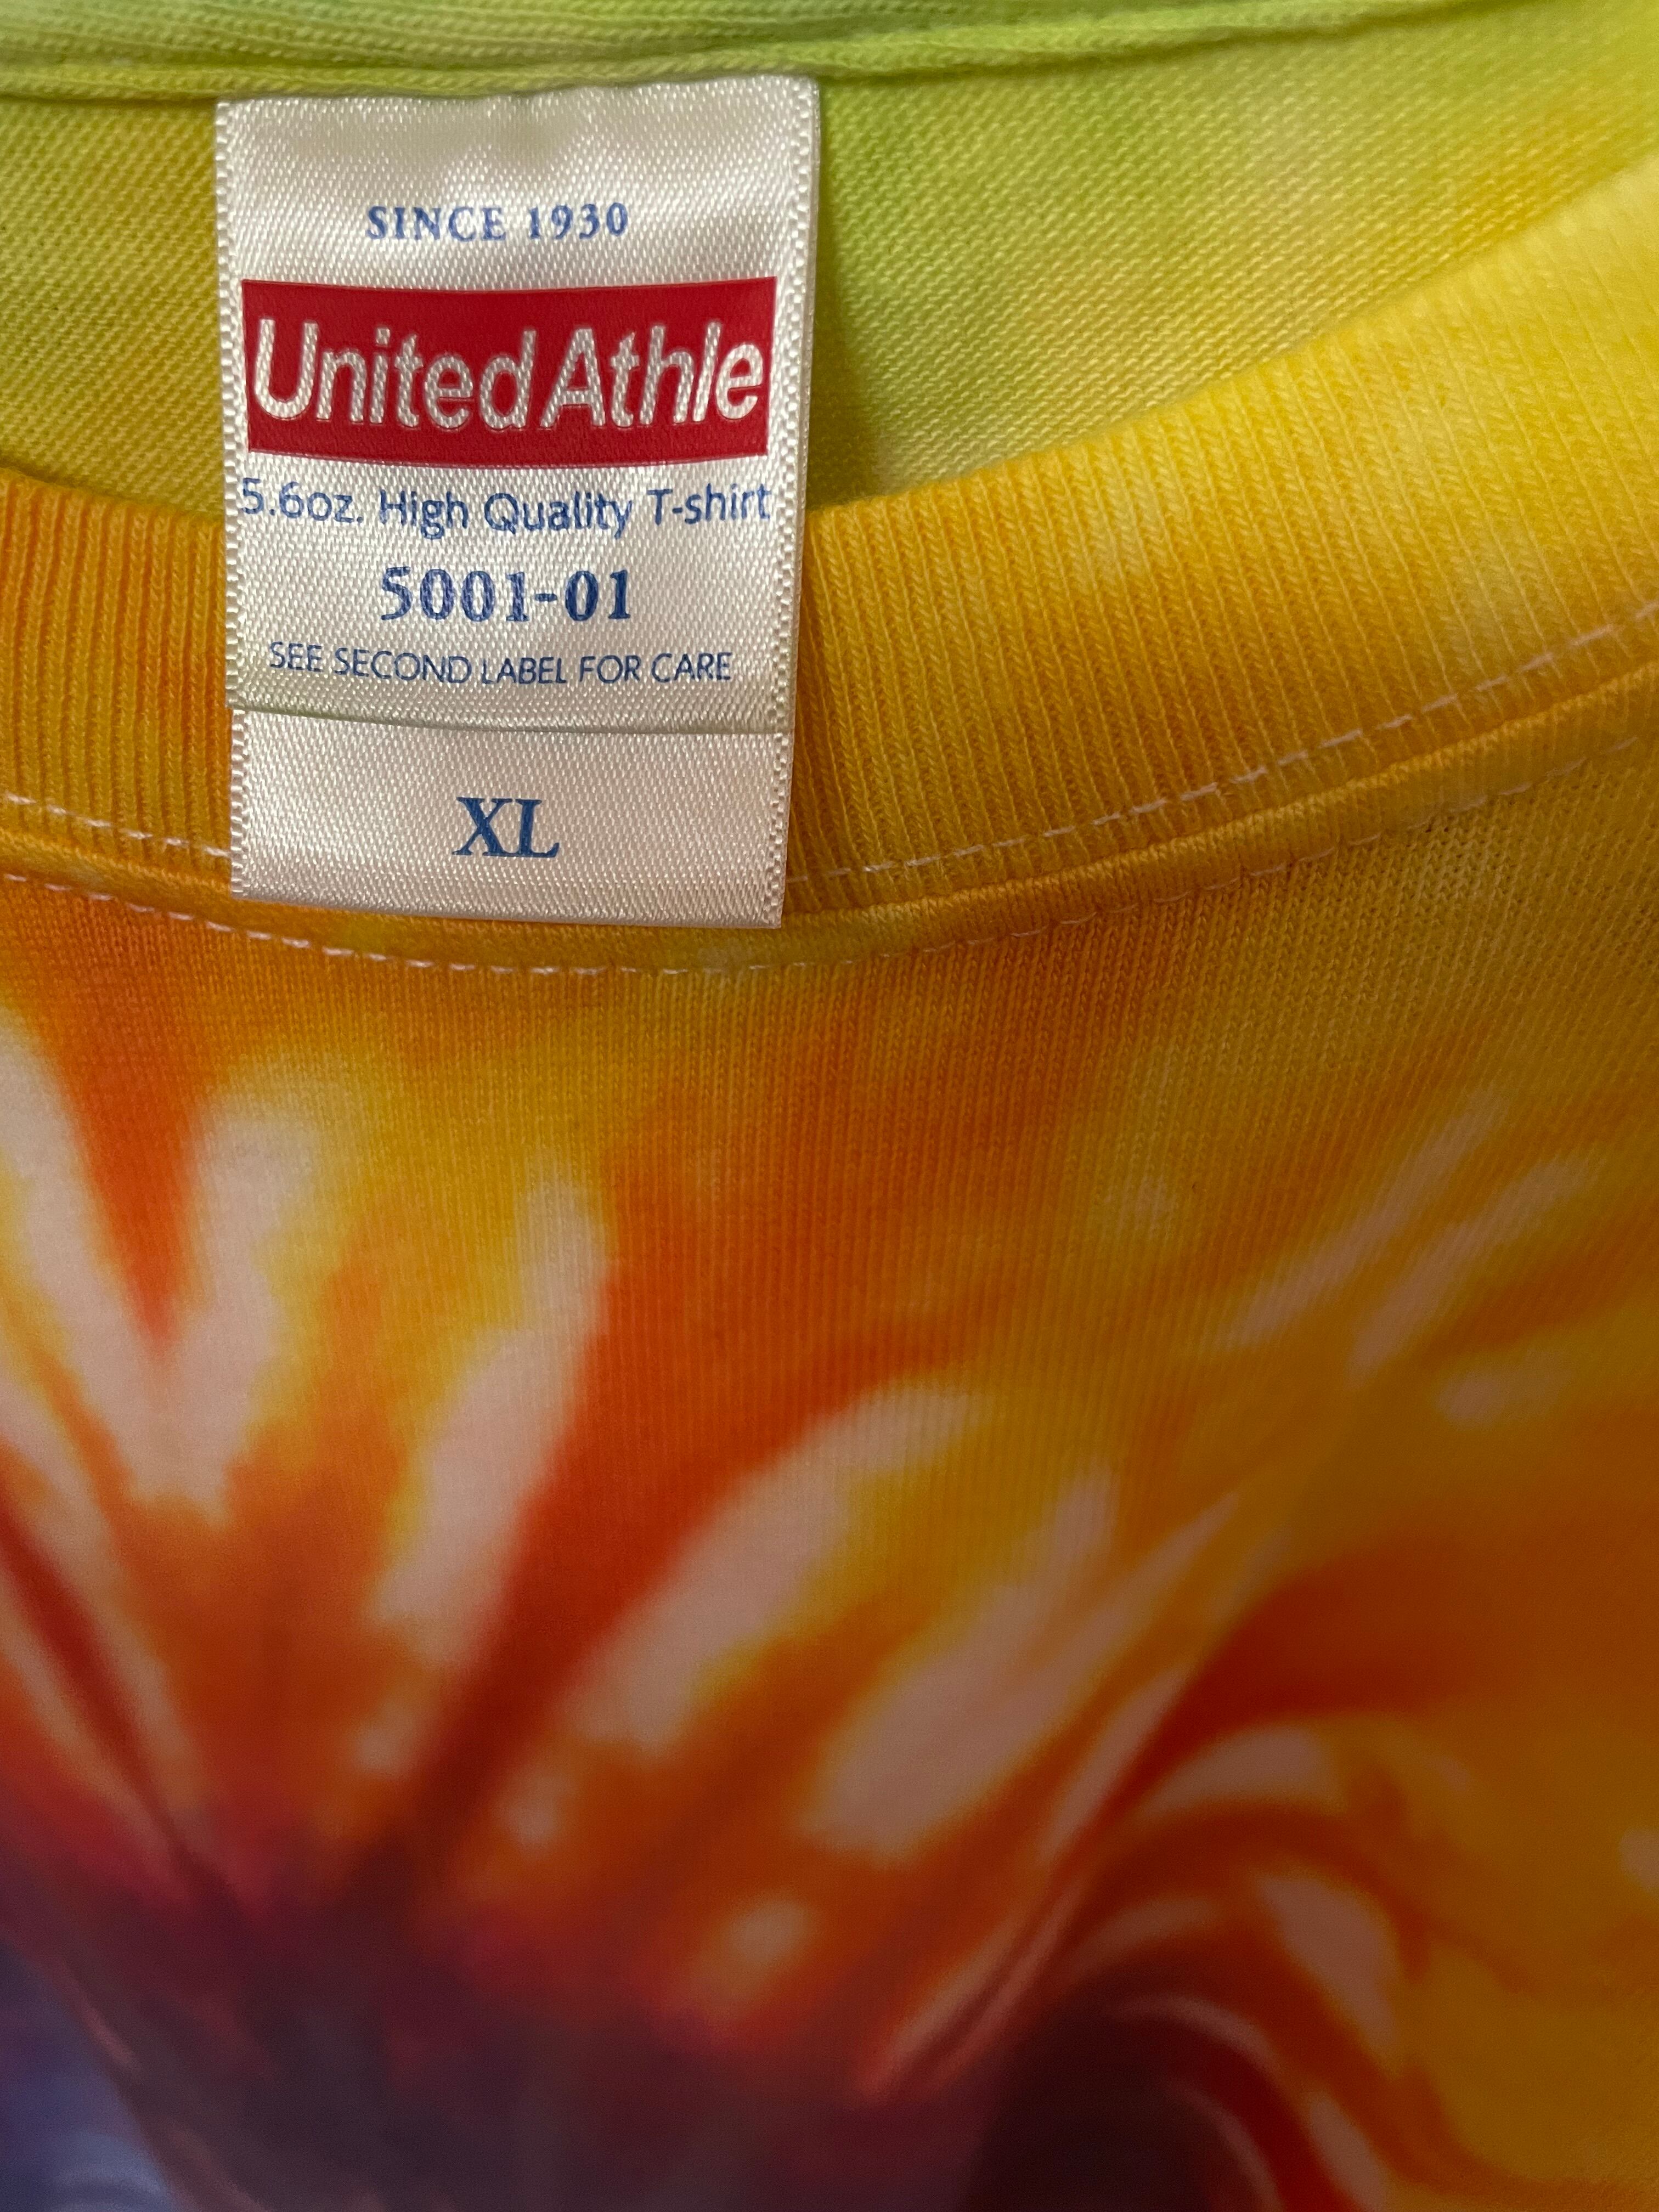 SINCE 1930
United Athle
5.6oz. High Quality T-shirt
5001-01
SEE SECOND LABEL FOR CARE
XL